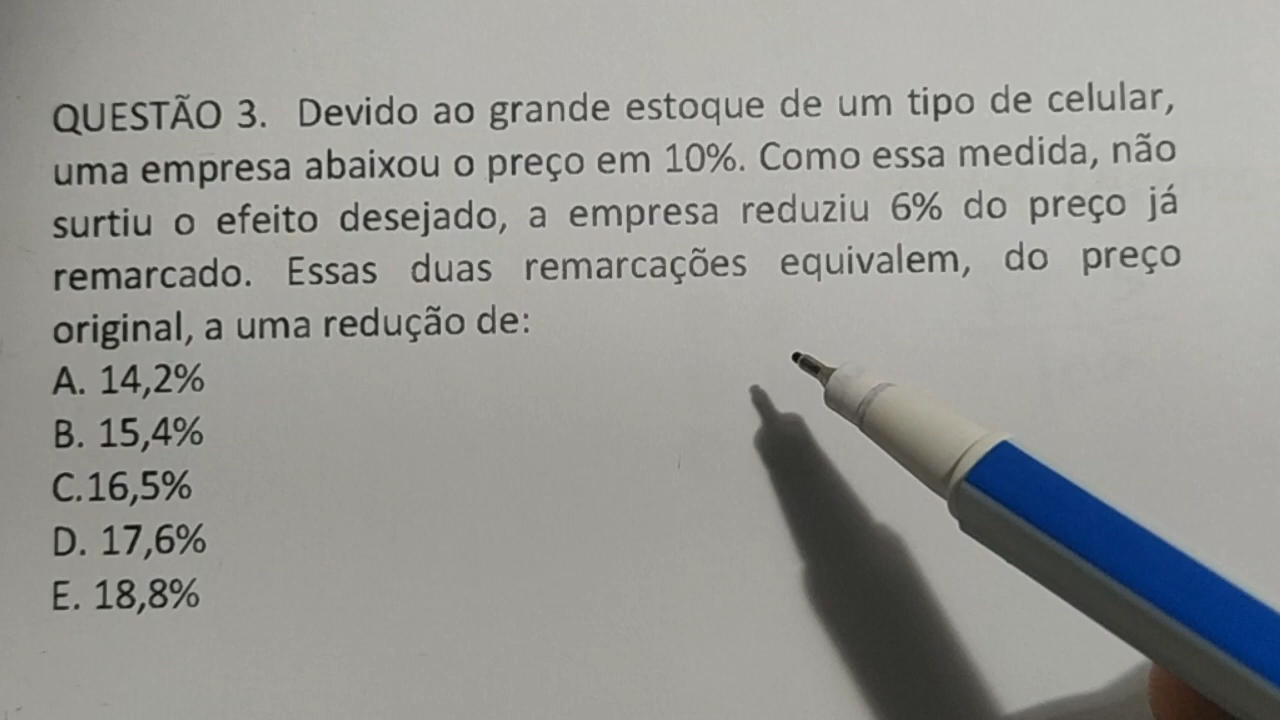 QUESTÃO 3. Devido ao grande estoque de um tipo de celular,
uma empresa abaixou o preço em 10%. Como essa medida, não
surtiu o efeito desejado, a empresa reduziu 6% do preço já
remarcado. Essas duas remarcações equivalem, do preço
original, a uma redução de:
A. 14,2%
B. 15,4%
C.16,5%
D. 17,6%
E. 18,8%